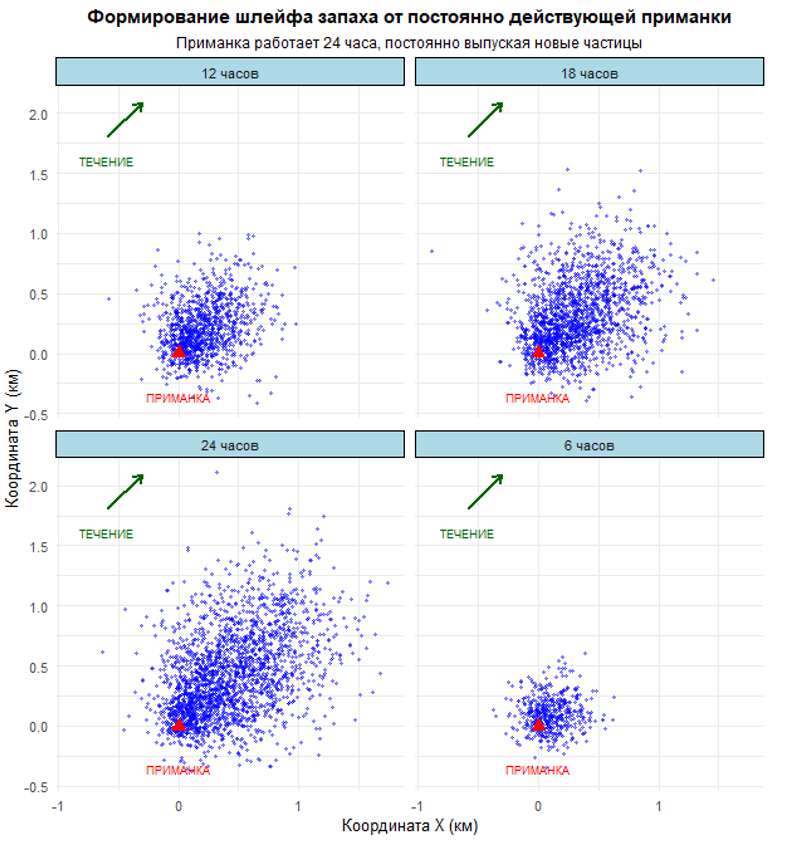 Формирование шлейфа запаха от постоянно действующей приманки
Приманка работает 24 часа, постоянно выпуская новые частицы
12 часов
18 часов
2.0
1.5
1.0
0.5
0.0
-0.5
ТЕЧЕНИЕ
ПРИМАНКА
ТЕЧЕНИЕ
ПРИМАНКА
Координата Y (км)
24 часов
6 часов
2.0
1.5
1.0
0.5
0.0
-0.5
ТЕЧЕНИЕ
ПРИМАНКА
ТЕЧЕНИЕ
ПРИМАНКА
-1 0 1 -1 0 1
Координата X (км)